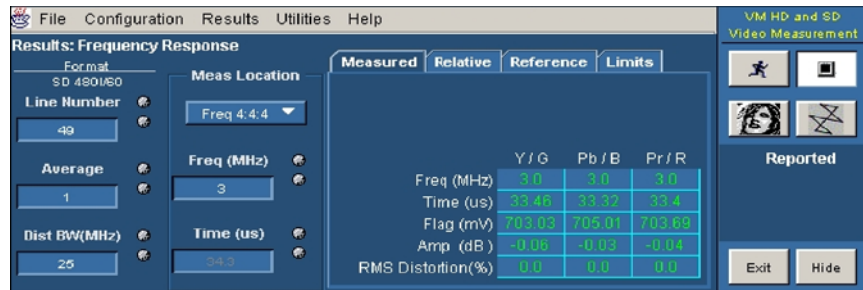 File Configuration Results Utilities Help
VM HD and SD
Video Measurement
Results: Frequency Response
Format
SD 480I/60
Line Number
49
Average
1
Dist BW(MHz)
25
Meas Location
Freq 4:4:4
Freq (MHz)
3
Time (us)
34.3
Measured Relative Reference Limits
Y / G Pb / B Pr / R
Freq (MHz) 3.0 3.0 3.0
Time (us) 33.46 33.32 33.4
Flag (mV) 703.03 705.01 703.69
Amp (dB) -0.06 -0.03 -0.04
RMS Distortion(%) 0.0 0.0 0.0
Reported
Exit Hide